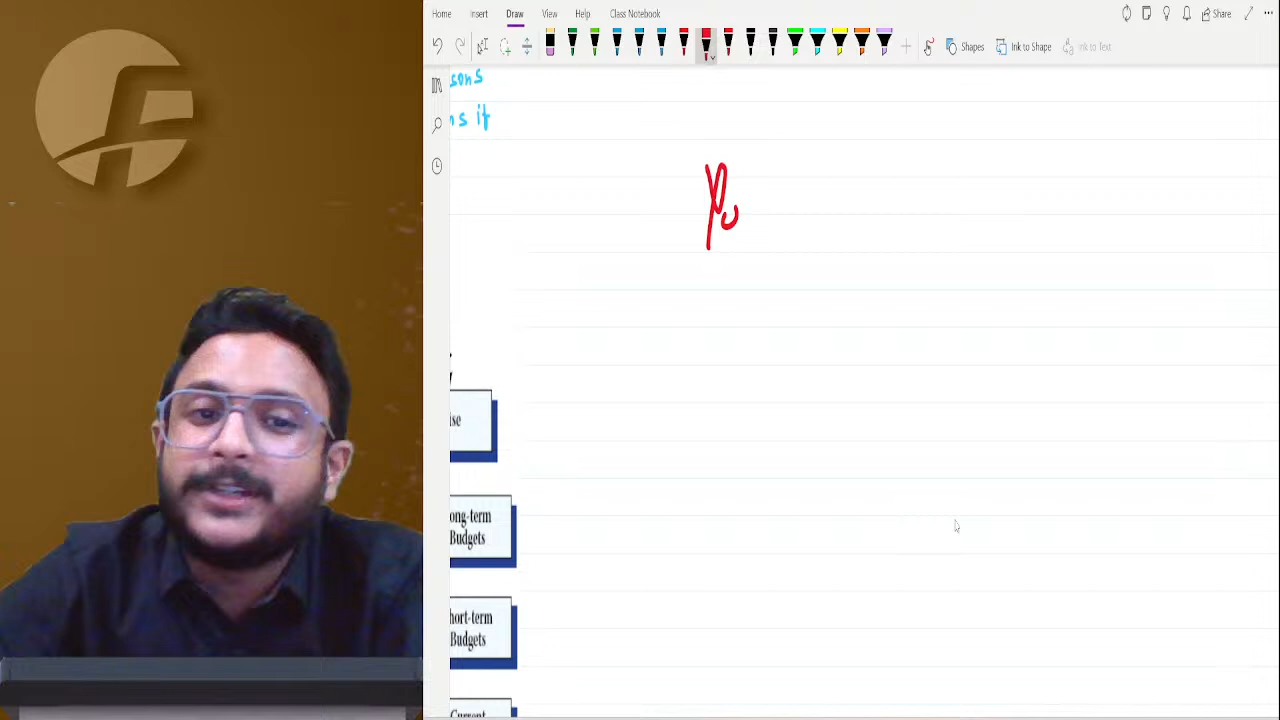 Home Insert Draw View Help Class Notebook Share
Shapes Ink to Shape Ink to Text
sons
ns it
ise
ong-term
Budgets
hort-term
Budgets
Current